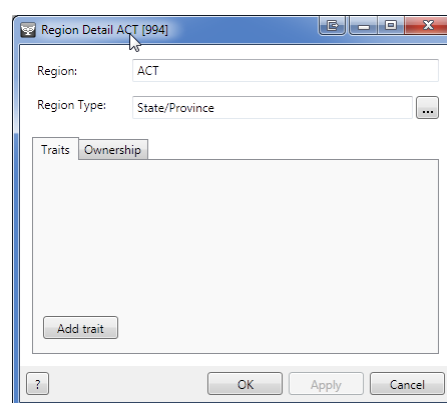 Region Detail ACT [994]
Region: ACT
Region Type: State/Province ...
Traits Ownership
Add trait
? OK Apply Cancel